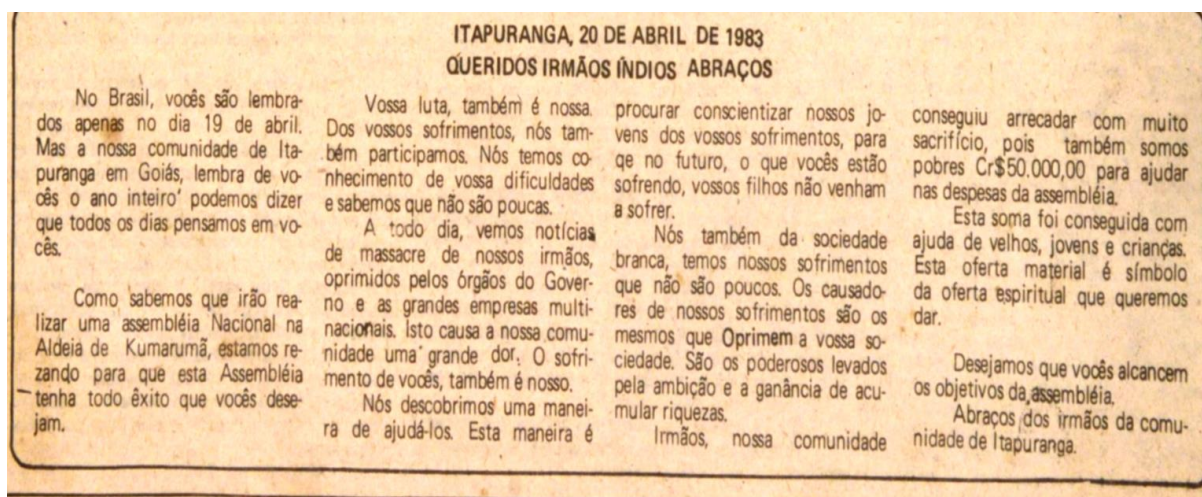 ITAPURANGA, 20 DE ABRIL DE 1983
QUERIDOS IRMÃOS ÍNDIOS ABRAÇOS
No Brasil, vocês são lembra-
dos apenas no dia 19 de abril.
Mas a nossa comunidade de Ita-
puranga em Goiás, lembra de vo-
cês o ano inteiro' podemos dizer
que todos os dias pensamos em vo-
cês.
Como sabemos que irão rea-
lizar uma assembléia Nacional na
Aldeia de Kumarumã, estamos re-
zando para que esta Assembléia
tenha todo êxito que vocês dese-
jam.
Vossa luta, também é nossa.
Dos vossos sofrimentos, nós tam-
bém participamos. Nós temos co-
nhecimento de vossa dificuldades
e sabemos que não são poucas.
A todo dia, vemos notícias
de massacre de nossos irmãos,
oprimidos pelos órgãos do Gover-
no e as grandes empresas multi-
nacionais. Isto causa a nossa comu-
nidade uma grande dor. O sofri-
mento de vocês, também é nosso.
Nós descobrimos uma manei-
ra de ajudá-los. Esta maneira é
procurar conscientizar nossos jo-
vens dos vossos sofrimentos, para
qe no futuro, o que vocês estão
sofrendo, vossos filhos não venham
a sofrer.
Nós também da sociedade
branca, temos nossos sofrimentos
que não são poucos. Os causado-
res de nossos sofrimentos são os
mesmos que Oprimem a vossa so-
ciedade. São os poderosos levados
pela ambição e a ganância de acu-
mular riquezas.
Irmãos, nossa comunidade
conseguiu arrecadar com muito
sacrifício, pois também somos
pobres Cr$50.000,00 para ajudar
nas despesas da assembléia.
Esta soma foi conseguida com
ajuda de velhos, jovens e crianças.
Esta oferta material é símbolo
da oferta espiritual que queremos
dar.
Desejamos que vocês alcancem
os objetivos da assembléia.
Abraços dos irmãos da comu-
nidade de Itapuranga.